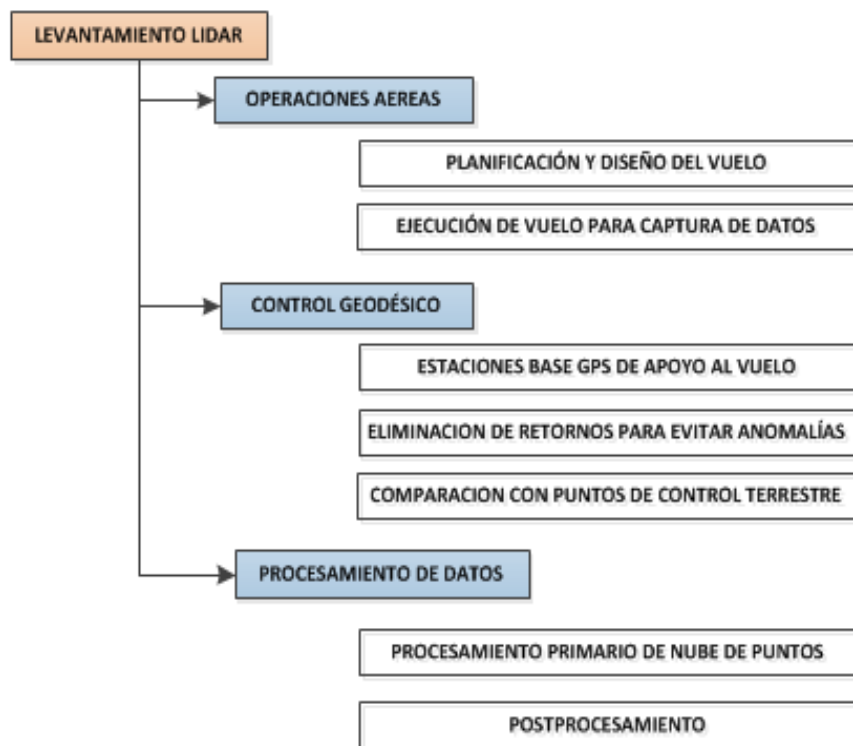 LEVANTAMIENTO LIDAR
OPERACIONES AEREAS
PLANIFICACIÓN Y DISEÑO DEL VUELO
EJECUCIÓN DE VUELO PARA CAPTURA DE DATOS
CONTROL GEODÉSICO
ESTACIONES BASE GPS DE APOYO AL VUELO
ELIMINACION DE RETORNOS PARA EVITAR ANOMALÍAS
COMPARACION CON PUNTOS DE CONTROL TERRESTRE
PROCESAMIENTO DE DATOS
PROCESAMIENTO PRIMARIO DE NUBE DE PUNTOS
POSTPROCESAMIENTO